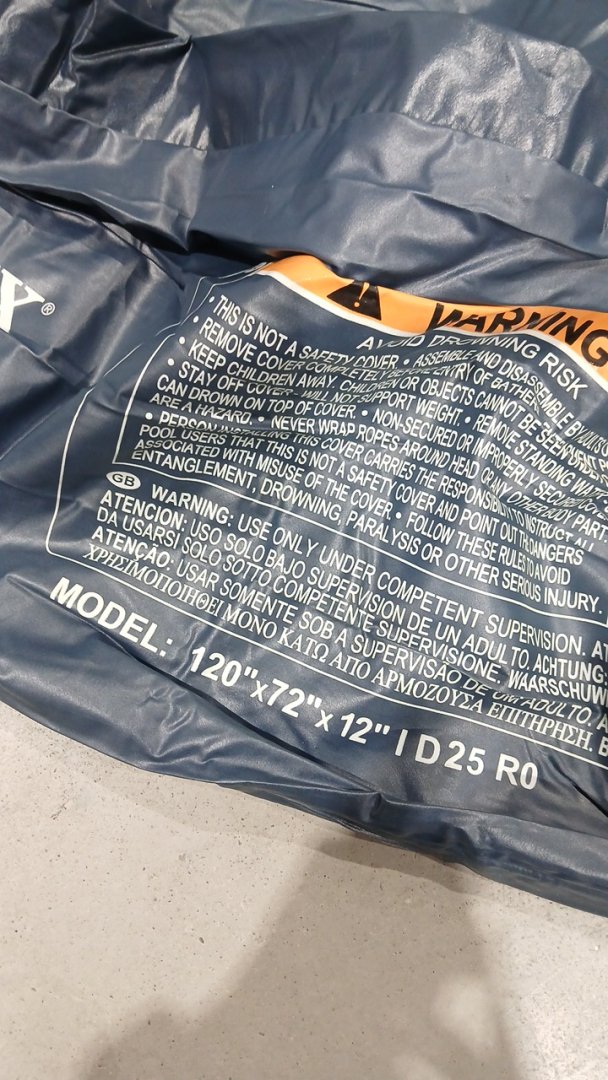 X®
WARNING
AVOID DROWNING RISK
• THIS IS NOT A SAFETY COVER • ASSEMBLE AND DISASSEMBLE BY
• REMOVE COVER COMPLETELY ENTRY OF BATHER
• KEEP CHILDREN AWAY. CHILDREN OR OBJECTS CANNOT BE SEEN
• STAY OFF COVER - WILL NOT SUPPORT WEIGHT. • REMOVE STANDING WATER
CAN DROWN ON TOP OF COVER • NON-SECURED OR IMPROPERLY SECURED
ARE A HAZARD. • NEVER WRAP ROPES AROUND HEAD OR ANY OTHER BODY PART.
• PERSON THIS COVER CARRIES THE RESPONSIBILITY TO INSTRUCT ALL
POOL USERS THAT THIS IS NOT A SAFETY COVER AND POINT OUT THE DANGERS
ASSOCIATED WITH MISUSE OF THE COVER. • FOLLOW THESE RULES TO AVOID
ENTANGLEMENT, DROWNING, PARALYSIS OR OTHER SERIOUS INJURY.
GB WARNING: USE ONLY UNDER COMPETENT SUPERVISION.
ATENCION: USO SOLO BAJO SUPERVISION DE UN ADULTO. ACHTUNG:
DA USARSI SOLO SOTTO COMPETENTE SUPERVISIONE. WAARSCHUW
ATENÇÃO: USAR SOMENTE SOB A SUPERVISÃO DE UM ADULTO.
ΧΡΗΣΙΜΟΠΟΙΗΘΕΙ ΜΟΝΟ ΚΑΤΩ ΑΠΟ ΑΡΜΟΖΟΥΣΑ ΕΠΙΤΗΡΗΣΗ.
MODEL: 120"x72"x12" I D25 R0